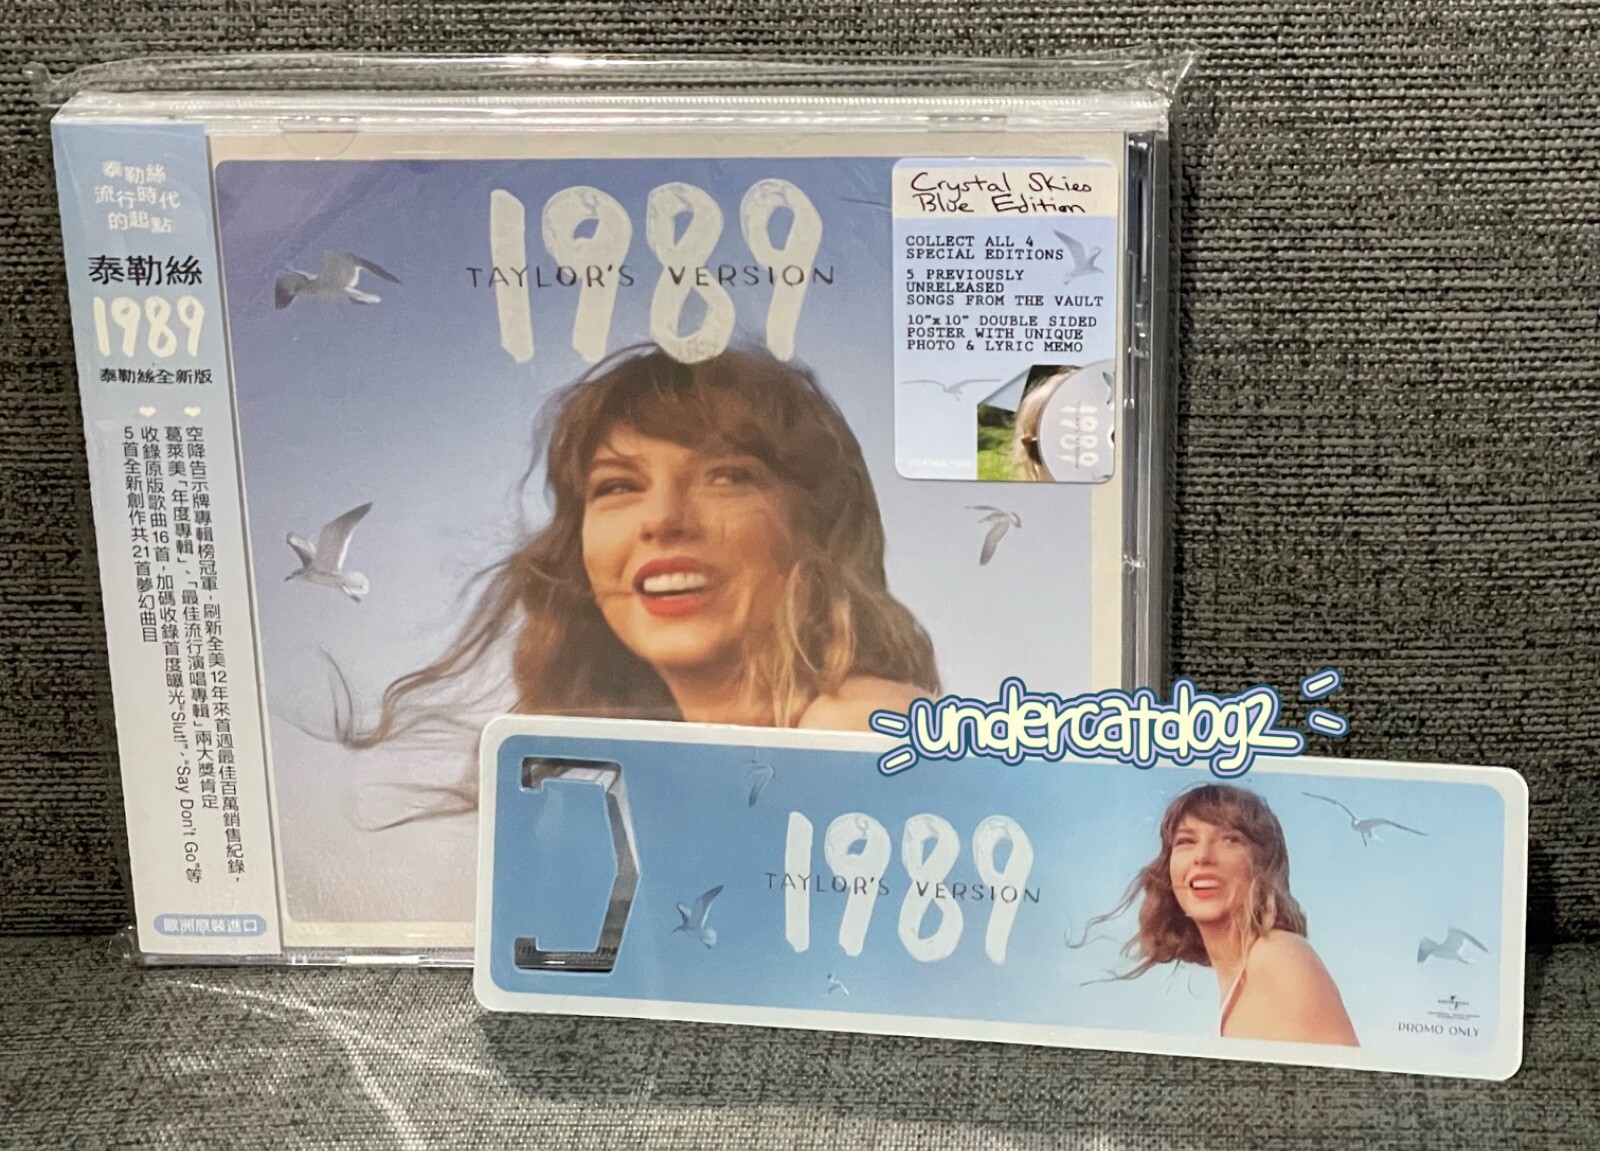 泰勒絲
流行時代
的起點
泰勒絲
1989
泰勒絲全新版
空降告示牌專輯榜冠軍，刷新全美12年來首週最佳百萬銷售紀錄，
葛萊美「年度專輯」、「最佳流行演唱專輯」兩大獎肯定
收錄原版歌曲16首，加碼收錄首度曝光"Slut!"、"Say Don't Go"等
5首全新創作共21首夢幻曲目
歐洲原裝進口
1989
TAYLOR'S VERSION
Crystal Skies
Blue Edition
COLLECT ALL 4
SPECIAL EDITIONS
5 PREVIOUSLY
UNRELEASED
SONGS FROM THE VAULT
10"x10" DOUBLE SIDED
POSTER WITH UNIQUE
PHOTO & LYRIC MEMO
1989
undercatdogz
1989
TAYLOR'S VERSION
PROMO ONLY